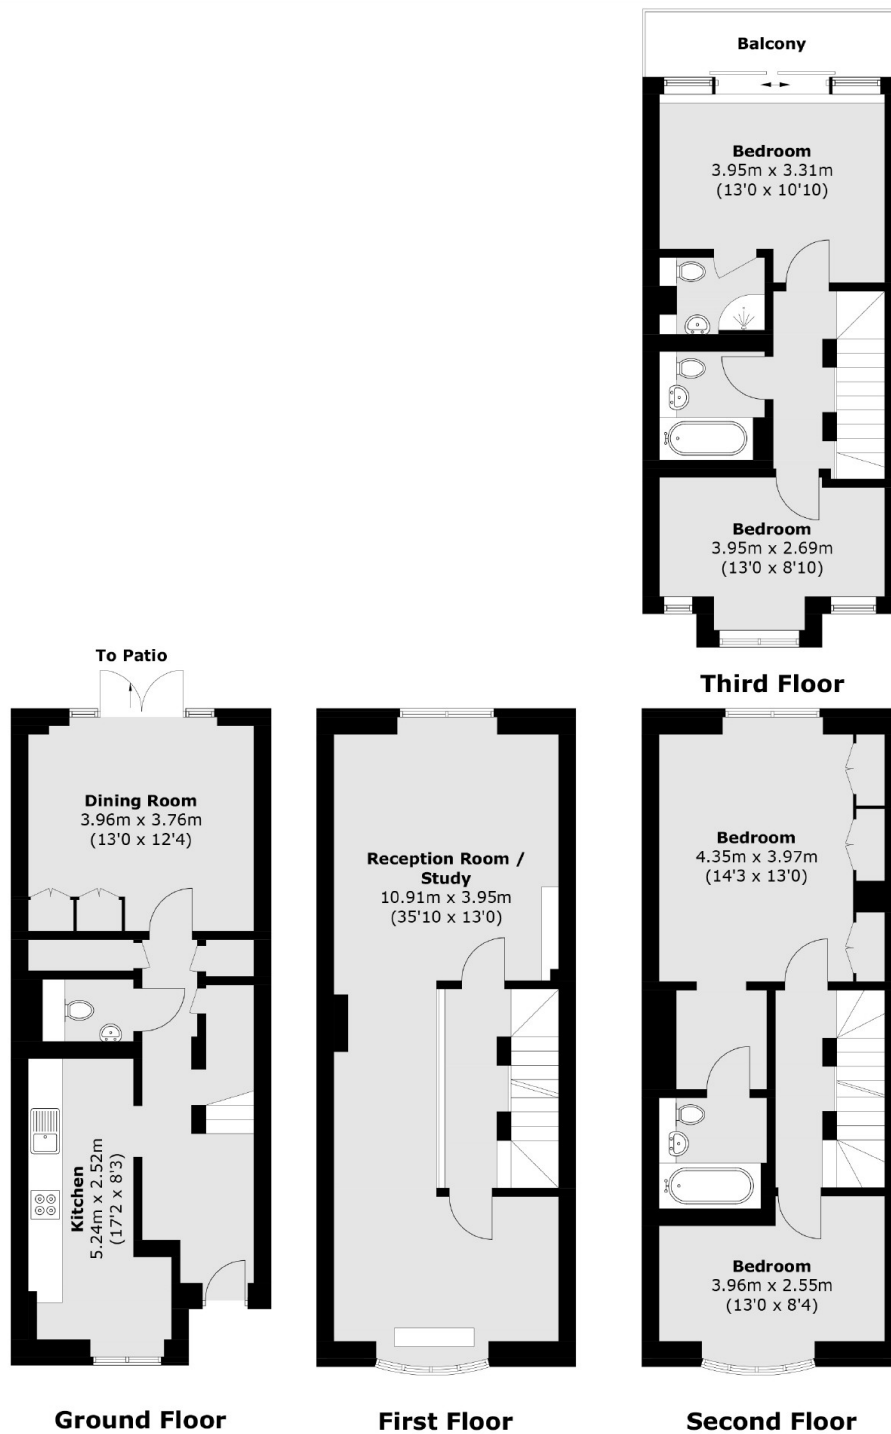 Balcony
Bedroom
3.95m x 3.31m
(13'0 x 10'10)
Bedroom
3.95m x 2.69m
(13'0 x 8'10)
Third Floor
To Patio
Dining Room
3.96m x 3.76m
(13'0 x 12'4)
Kitchen
5.24m x 2.52m
(17'2 x 8'3)
Ground Floor
Reception Room /
Study
10.91m x 3.95m
(35'10 x 13'0)
First Floor
Bedroom
4.35m x 3.97m
(14'3 x 13'0)
Bedroom
3.96m x 2.55m
(13'0 x 8'4)
Second Floor